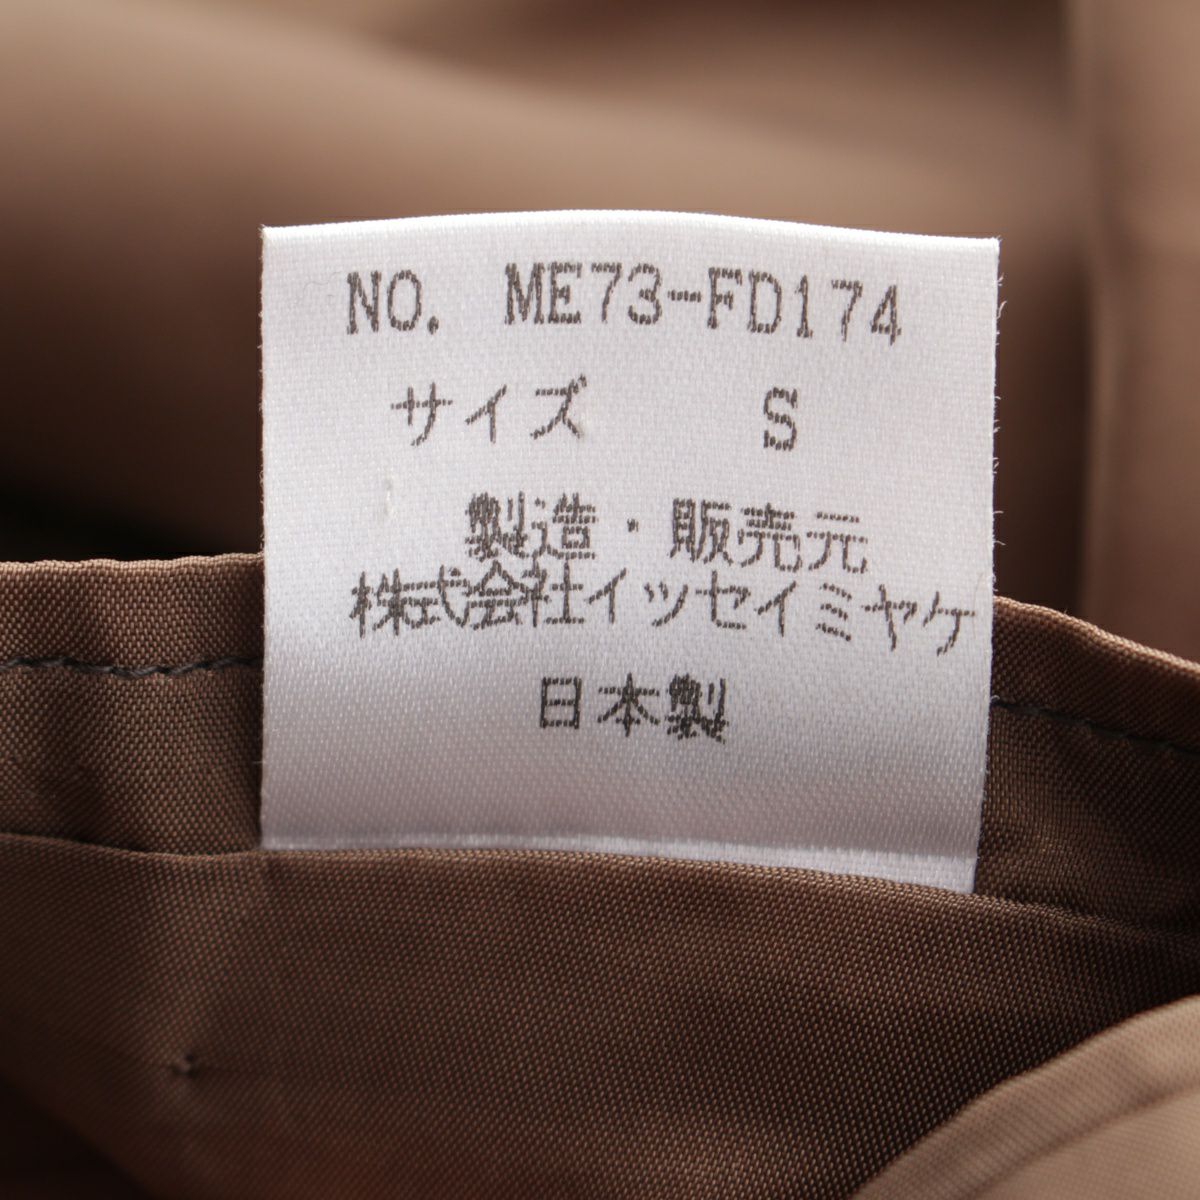 NO. ME73-FD174
サイズ S
製造・販売元
株式会社イッセイミヤケ
日本製